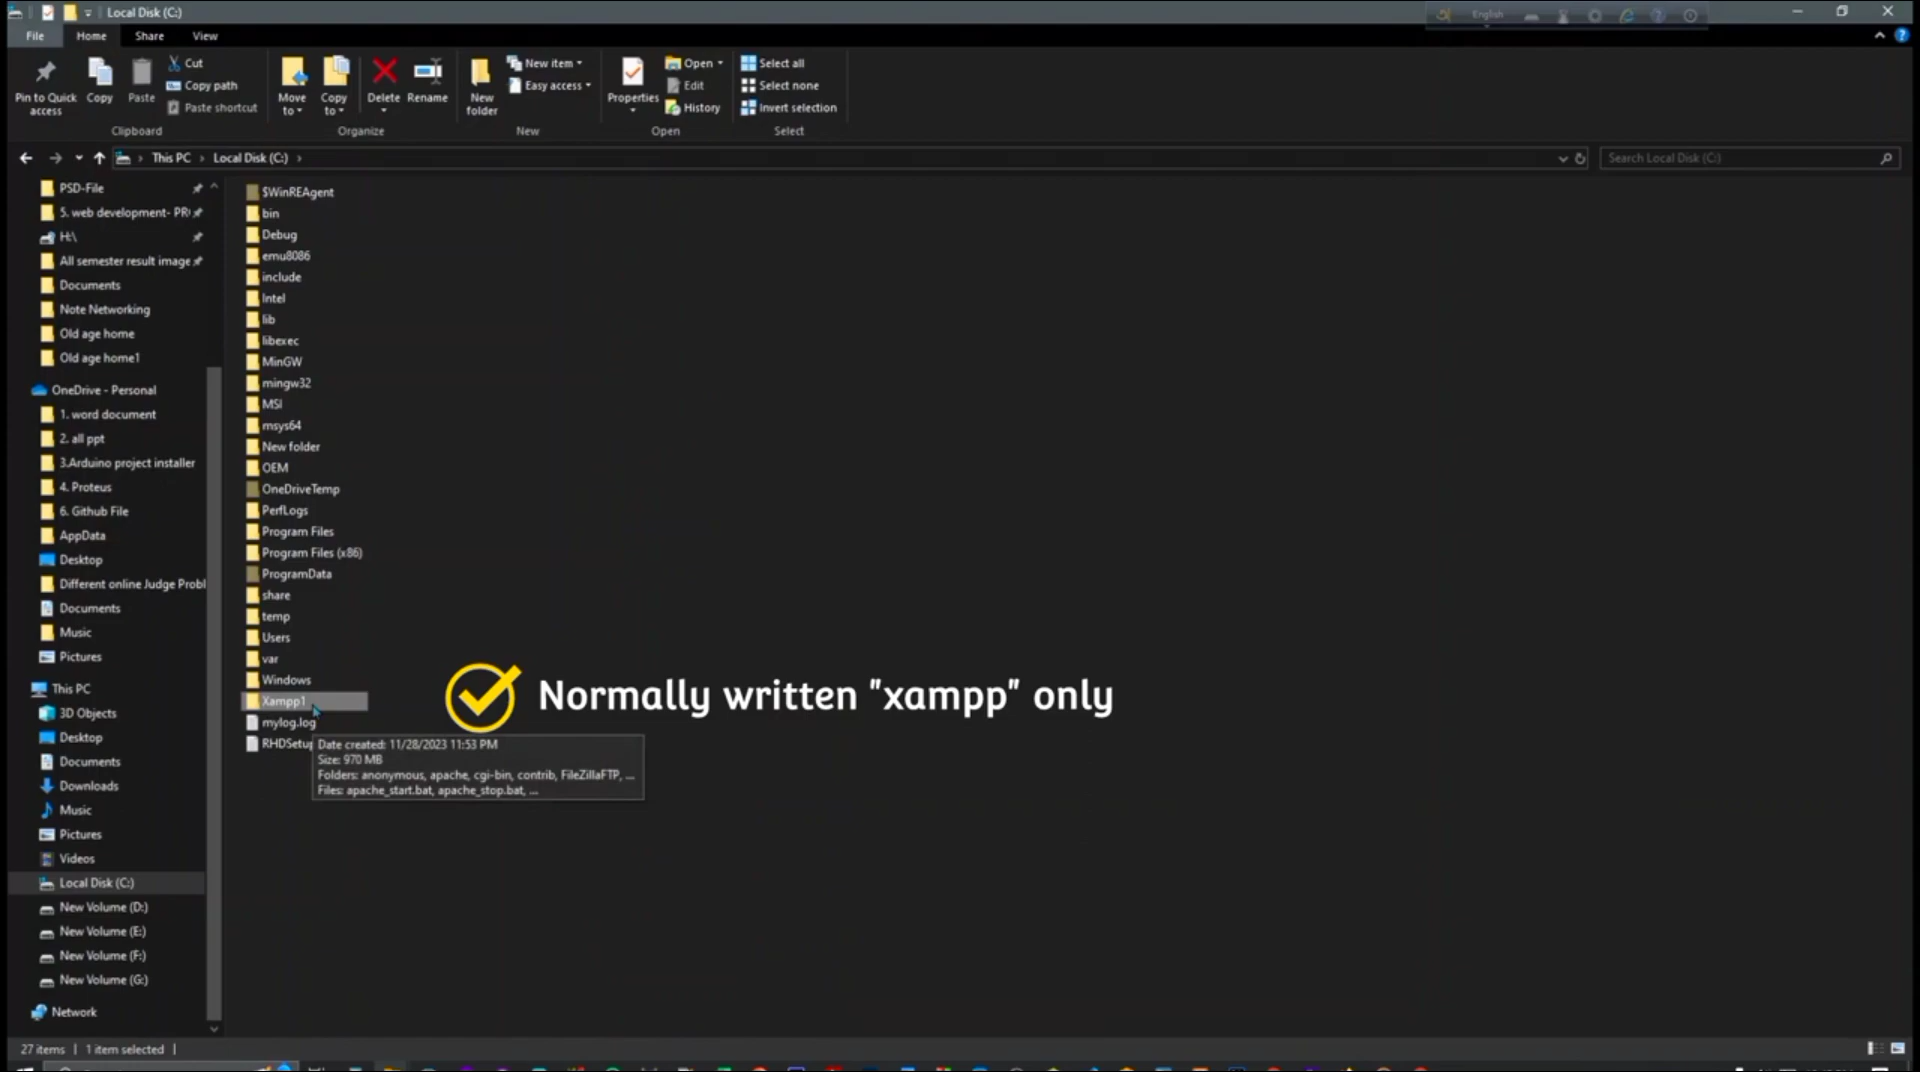 Local Disk (C:)
English
File Home Share View
Pin to Quick access
Copy
Paste
Cut
Copy path
Paste shortcut
Move to
Copy to
Delete
Rename
New folder
New item
Easy access
Properties
Open
Edit
History
Select all
Select none
Invert selection
Clipboard
Organize
New
Open
Select
This PC › Local Disk (C:) ›
Search Local Disk (C:)
PSD-File
5. web development- PR
H:\
All semester result image
Documents
Note Networking
Old age home
Old age home1
OneDrive - Personal
1. word document
2. all ppt
3.Arduino project installer
4. Proteus
6. Github File
AppData
Desktop
Different online Judge Probl
Documents
Music
Pictures
This PC
3D Objects
Desktop
Documents
Downloads
Music
Pictures
Videos
Local Disk (C:)
New Volume (D:)
New Volume (E:)
New Volume (F:)
New Volume (G:)
Network
$WinREAgent
bin
Debug
emu8086
include
Intel
lib
libexec
MinGW
mingw32
MSI
msys64
New folder
OEM
OneDriveTemp
PerfLogs
Program Files
Program Files (x86)
ProgramData
share
temp
Users
var
Windows
Xampp1
mylog.log
RHDSetup
Normally written "xampp" only
Date created: 11/28/2023 11:53 PM
Size: 970 MB
Folders: anonymous, apache, cgi-bin, contrib, FileZillaFTP, ...
Files: apache_start.bat, apache_stop.bat, ...
27 items
1 item selected